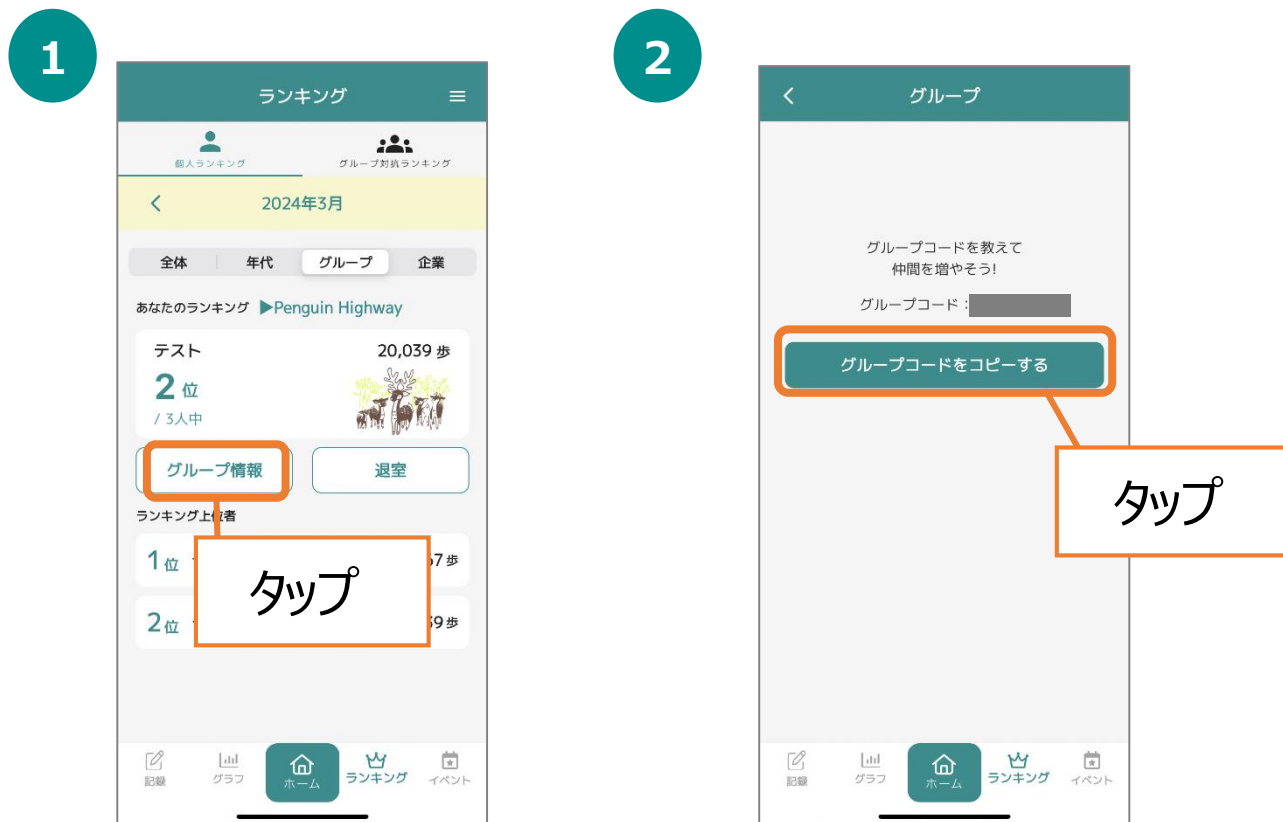 1
ランキング
個人ランキング
グループ対抗ランキング
2024年3月
全体 年代 グループ 企業
あなたのランキング ▶Penguin Highway
テスト 20,039 歩
2 位
/ 3人中
グループ情報 退室
ランキング上位者
1位 57歩
タップ
2位 39歩
記録 グラフ ホーム ランキング イベント
2
グループ
グループコードを教えて
仲間を増やそう!
グループコード：
グループコードをコピーする
タップ
記録 グラフ ホーム ランキング イベント